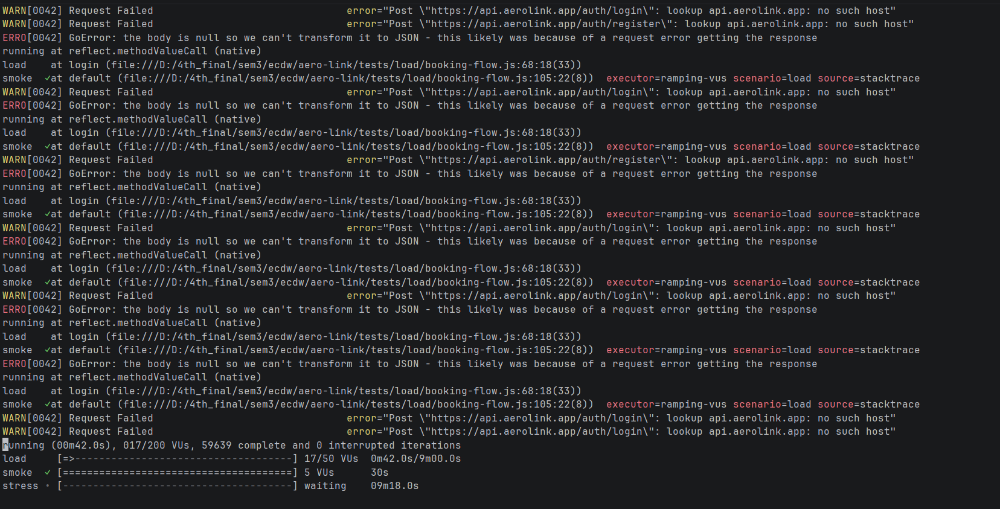 WARN[0042] Request Failed                                error="Post \"https://api.aerolink.app/auth/login\": lookup api.aerolink.app: no such host"
WARN[0042] Request Failed                                error="Post \"https://api.aerolink.app/auth/register\": lookup api.aerolink.app: no such host"
ERRO[0042] GoError: the body is null so we can't transform it to JSON - this likely was because of a request error getting the response
running at reflect.methodValueCall (native)
load    at login (file:///D:/4th_final/sem3/ecdw/aero-link/tests/load/booking-flow.js:68:18(33))
smoke  ✓at default (file:///D:/4th_final/sem3/ecdw/aero-link/tests/load/booking-flow.js:105:22(8))  executor=ramping-vus scenario=load source=stacktrace
WARN[0042] Request Failed                                error="Post \"https://api.aerolink.app/auth/login\": lookup api.aerolink.app: no such host"
ERRO[0042] GoError: the body is null so we can't transform it to JSON - this likely was because of a request error getting the response
running at reflect.methodValueCall (native)
load    at login (file:///D:/4th_final/sem3/ecdw/aero-link/tests/load/booking-flow.js:68:18(33))
smoke  ✓at default (file:///D:/4th_final/sem3/ecdw/aero-link/tests/load/booking-flow.js:105:22(8))  executor=ramping-vus scenario=load source=stacktrace
WARN[0042] Request Failed                                error="Post \"https://api.aerolink.app/auth/register\": lookup api.aerolink.app: no such host"
ERRO[0042] GoError: the body is null so we can't transform it to JSON - this likely was because of a request error getting the response
running at reflect.methodValueCall (native)
load    at login (file:///D:/4th_final/sem3/ecdw/aero-link/tests/load/booking-flow.js:68:18(33))
smoke  ✓at default (file:///D:/4th_final/sem3/ecdw/aero-link/tests/load/booking-flow.js:105:22(8))  executor=ramping-vus scenario=load source=stacktrace
WARN[0042] Request Failed                                error="Post \"https://api.aerolink.app/auth/login\": lookup api.aerolink.app: no such host"
ERRO[0042] GoError: the body is null so we can't transform it to JSON - this likely was because of a request error getting the response
running at reflect.methodValueCall (native)
load    at login (file:///D:/4th_final/sem3/ecdw/aero-link/tests/load/booking-flow.js:68:18(33))
smoke  ✓at default (file:///D:/4th_final/sem3/ecdw/aero-link/tests/load/booking-flow.js:105:22(8))  executor=ramping-vus scenario=load source=stacktrace
WARN[0042] Request Failed                                error="Post \"https://api.aerolink.app/auth/login\": lookup api.aerolink.app: no such host"
ERRO[0042] GoError: the body is null so we can't transform it to JSON - this likely was because of a request error getting the response
running at reflect.methodValueCall (native)
load    at login (file:///D:/4th_final/sem3/ecdw/aero-link/tests/load/booking-flow.js:68:18(33))
smoke  ✓at default (file:///D:/4th_final/sem3/ecdw/aero-link/tests/load/booking-flow.js:105:22(8))  executor=ramping-vus scenario=load source=stacktrace
ERRO[0042] GoError: the body is null so we can't transform it to JSON - this likely was because of a request error getting the response
running at reflect.methodValueCall (native)
load    at login (file:///D:/4th_final/sem3/ecdw/aero-link/tests/load/booking-flow.js:68:18(33))
smoke  ✓at default (file:///D:/4th_final/sem3/ecdw/aero-link/tests/load/booking-flow.js:105:22(8))  executor=ramping-vus scenario=load source=stacktrace
WARN[0042] Request Failed                                error="Post \"https://api.aerolink.app/auth/login\": lookup api.aerolink.app: no such host"
WARN[0042] Request Failed                                error="Post \"https://api.aerolink.app/auth/login\": lookup api.aerolink.app: no such host"
running (00m42.0s), 017/200 VUs, 59639 complete and 0 interrupted iterations
load     [=>------------------------------------] 17/50 VUs  0m42.0s/9m00.0s
smoke  ✓ [======================================] 5 VUs      30s
stress • [--------------------------------------] waiting    09m18.0s